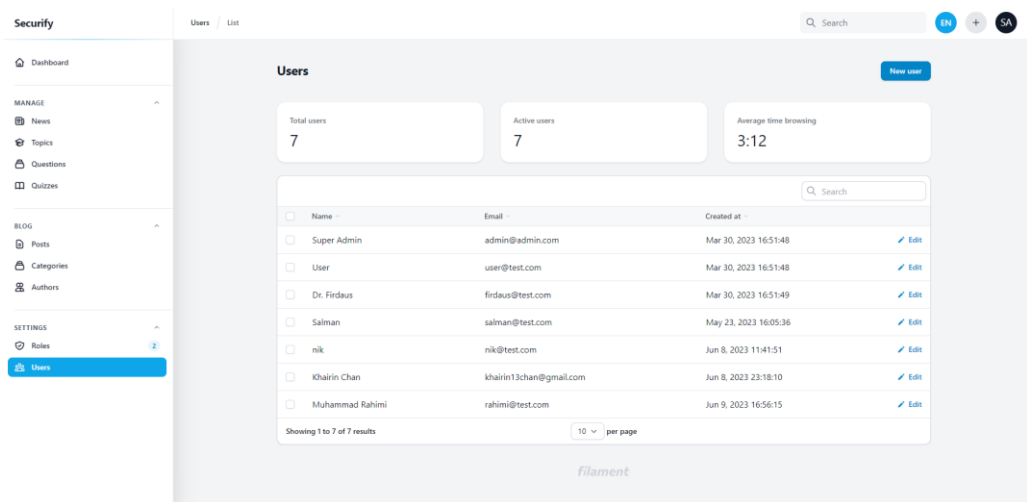 Securify
Users / List
Search
EN
+
SA
Dashboard
MANAGE
News
Topics
Questions
Quizzes
BLOG
Posts
Categories
Authors
SETTINGS
Roles 2
Users
Users
New user
Total users
7
Active users
7
Average time browsing
3:12
Search
Name Email Created at
Super Admin admin@admin.com Mar 30, 2023 16:51:48 Edit
User user@test.com Mar 30, 2023 16:51:48 Edit
Dr. Firdaus firdaus@test.com Mar 30, 2023 16:51:49 Edit
Salman salman@test.com May 23, 2023 16:05:36 Edit
nik nik@test.com Jun 8, 2023 11:41:51 Edit
Khairin Chan khairin13chan@gmail.com Jun 8, 2023 23:18:10 Edit
Muhammad Rahimi rahimi@test.com Jun 9, 2023 16:56:15 Edit
Showing 1 to 7 of 7 results 10 per page
filament